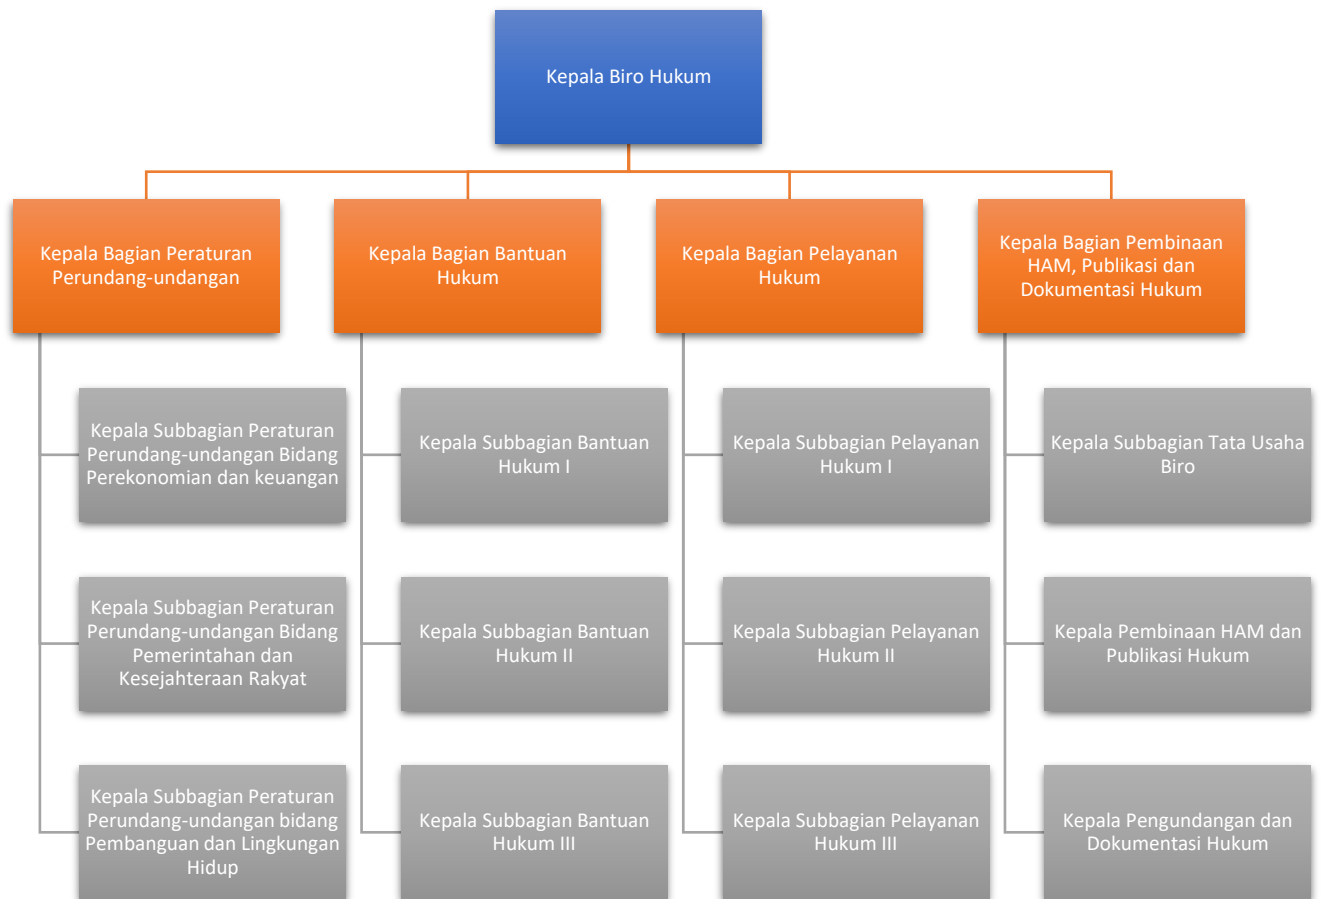 Kepala Biro Hukum
Kepala Bagian Peraturan
Perundang-undangan
Kepala Bagian Bantuan
Hukum
Kepala Bagian Pelayanan
Hukum
Kepala Bagian Pembinaan
HAM, Publikasi dan
Dokumentasi Hukum
Kepala Subbagian Peraturan
Perundang-undangan Bidang
Perekonomian dan keuangan
Kepala Subbagian Bantuan
Hukum I
Kepala Subbagian Pelayanan
Hukum I
Kepala Subbagian Tata Usaha
Biro
Kepala Subbagian Peraturan
Perundang-undangan Bidang
Pemerintahan dan
Kesejahteraan Rakyat
Kepala Subbagian Bantuan
Hukum II
Kepala Subbagian Pelayanan
Hukum II
Kepala Pembinaan HAM dan
Publikasi Hukum
Kepala Subbagian Peraturan
Perundang-undangan bidang
Pembanguan dan Lingkungan
Hidup
Kepala Subbagian Bantuan
Hukum III
Kepala Subbagian Pelayanan
Hukum III
Kepala Pengundangan dan
Dokumentasi Hukum